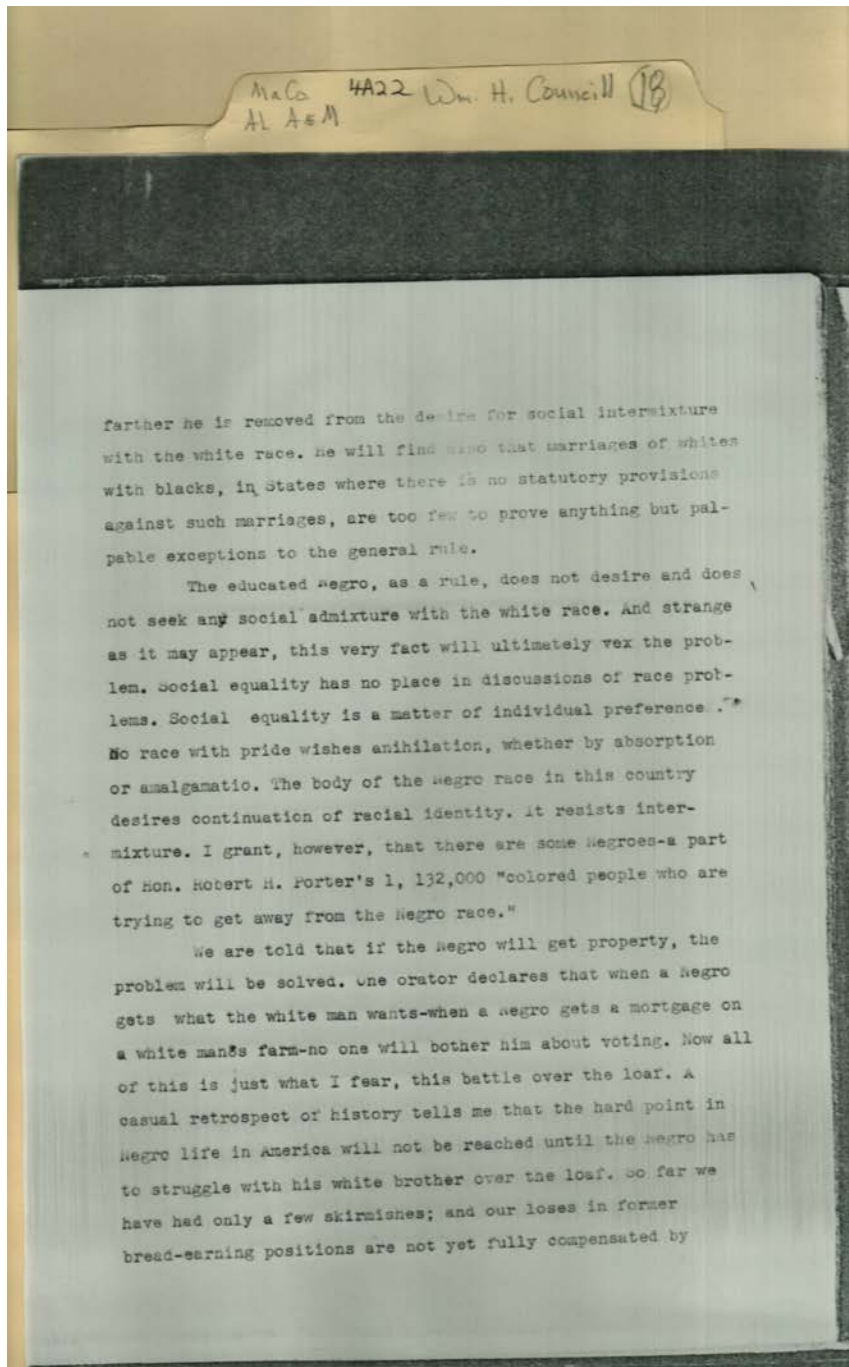 MaCo 4A22 Wm. H. Councill 18
AL A&M
farther he is removed from the desire for social intermixture
with the white race. He will find also that marriages of whites
with blacks, in States where there is no statutory provisions
against such marriages, are too few to prove anything but pal-
pable exceptions to the general rule.
The educated Negro, as a rule, does not desire and does
not seek any social admixture with the white race. And strange
as it may appear, this very fact will ultimately vex the prob-
lem. Social equality has no place in discussions of race prob-
lems. Social equality is a matter of individual preference .
No race with pride wishes anihilation, whether by absorption
or amalgamatio. The body of the Negro race in this country
desires continuation of racial identity. It resists inter-
mixture. I grant, however, that there are some Negroes-a part
of Hon. Robert H. Porter's 1, 132,000 "colored people who are
trying to get away from the Negro race."
We are told that if the Negro will get property, the
problem will be solved. One orator declares that when a Negro
gets what the white man wants-when a Negro gets a mortgage on
a white man's farm-no one will bother him about voting. Now all
of this is just what I fear, this battle over the loaf. A
casual retrospect of history tells me that the hard point in
Negro life in America will not be reached until the Negro has
to struggle with his white brother over the loaf. So far we
have had only a few skirmishes; and our loses in former
bread-earning positions are not yet fully compensated by